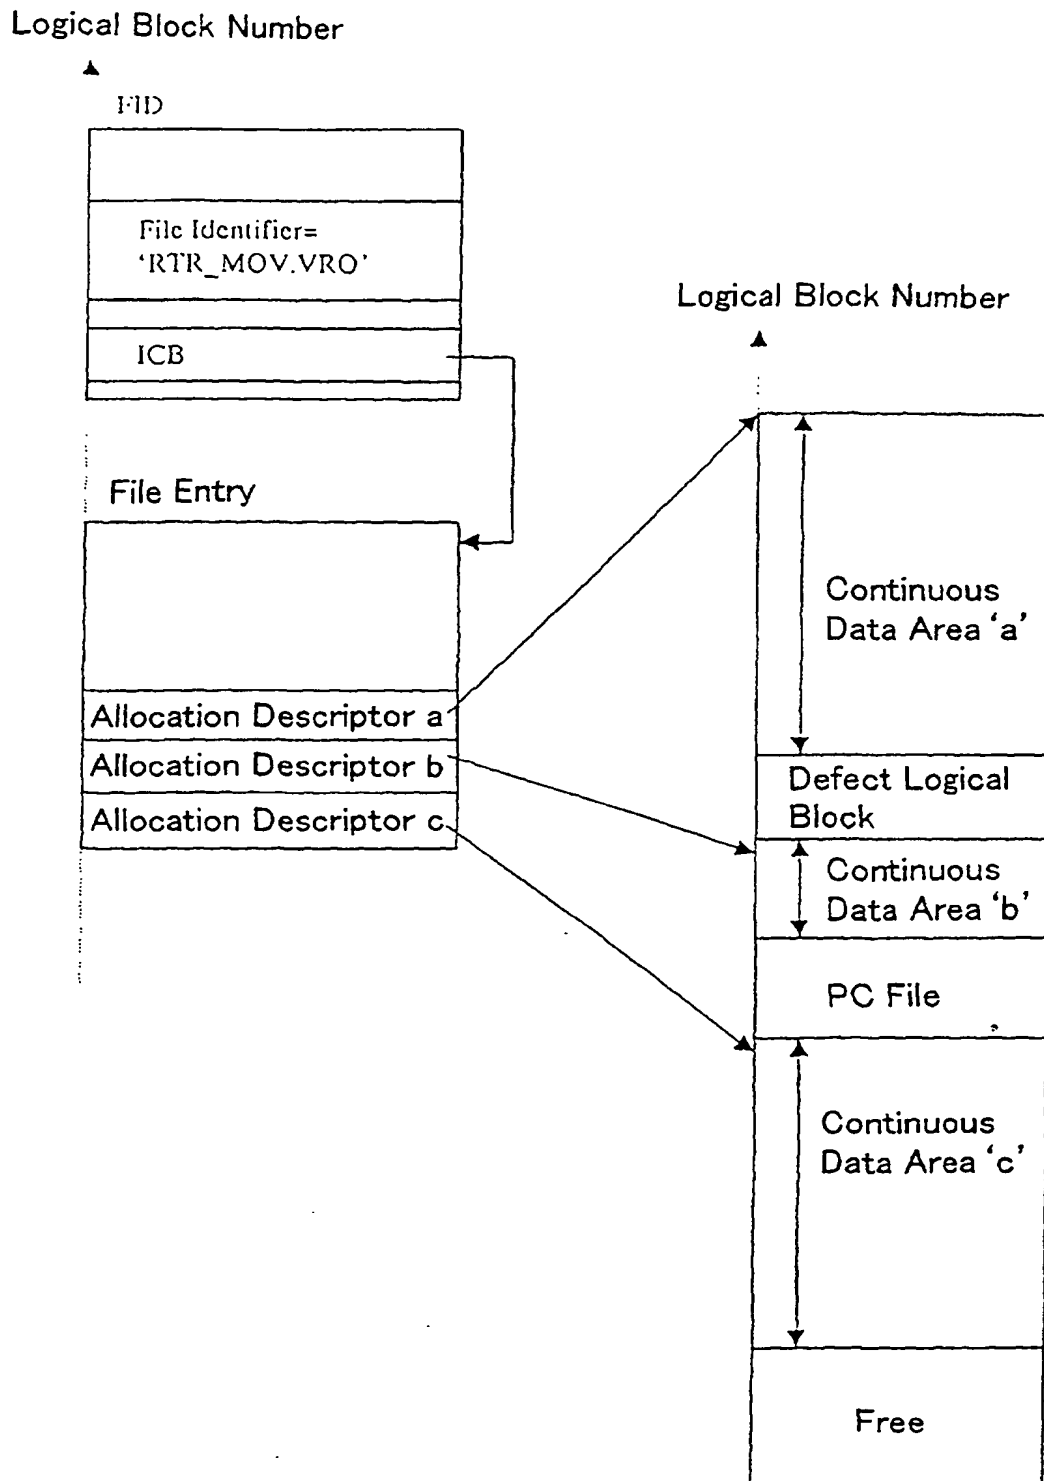 Logical Block Number
FID
File Identifier=
‘RTR_MOV.VRO’
ICB
File Entry
Allocation Descriptor a
Allocation Descriptor b
Allocation Descriptor c
Logical Block Number
Continuous
Data Area ‘a’
Defect Logical
Block
Continuous
Data Area ‘b’
PC File
Continuous
Data Area ‘c’
Free